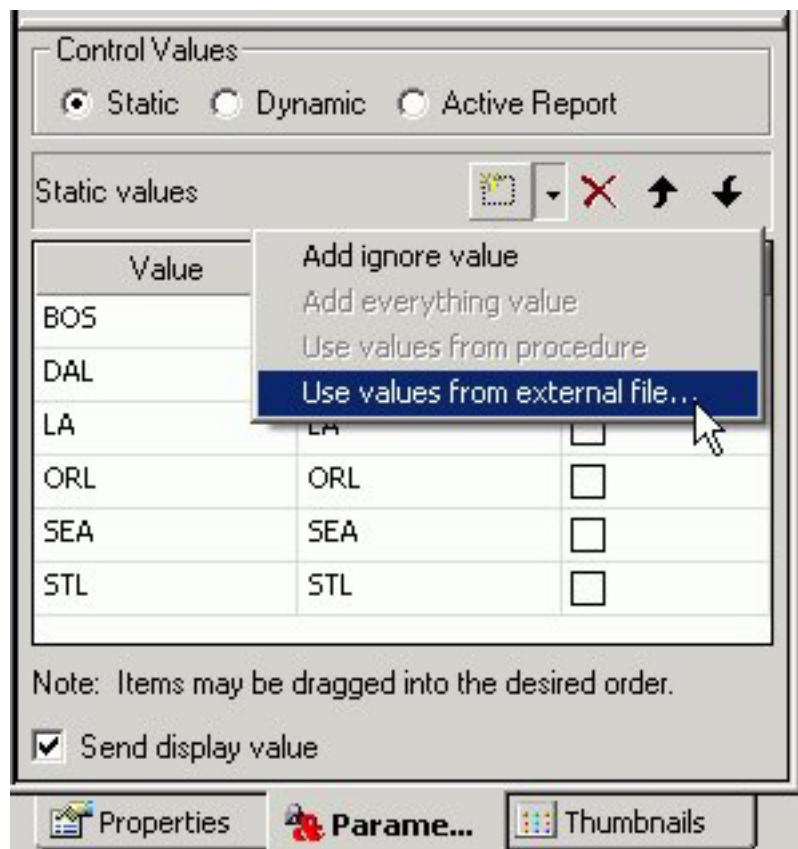 Control Values
Static Dynamic Active Report
Static values
Value
Add ignore value
BOS
Add everything value
Use values from procedure
DAL
Use values from external file...
LA LA
ORL ORL
SEA SEA
STL STL
Note: Items may be dragged into the desired order.
Send display value
Properties Parame... Thumbnails